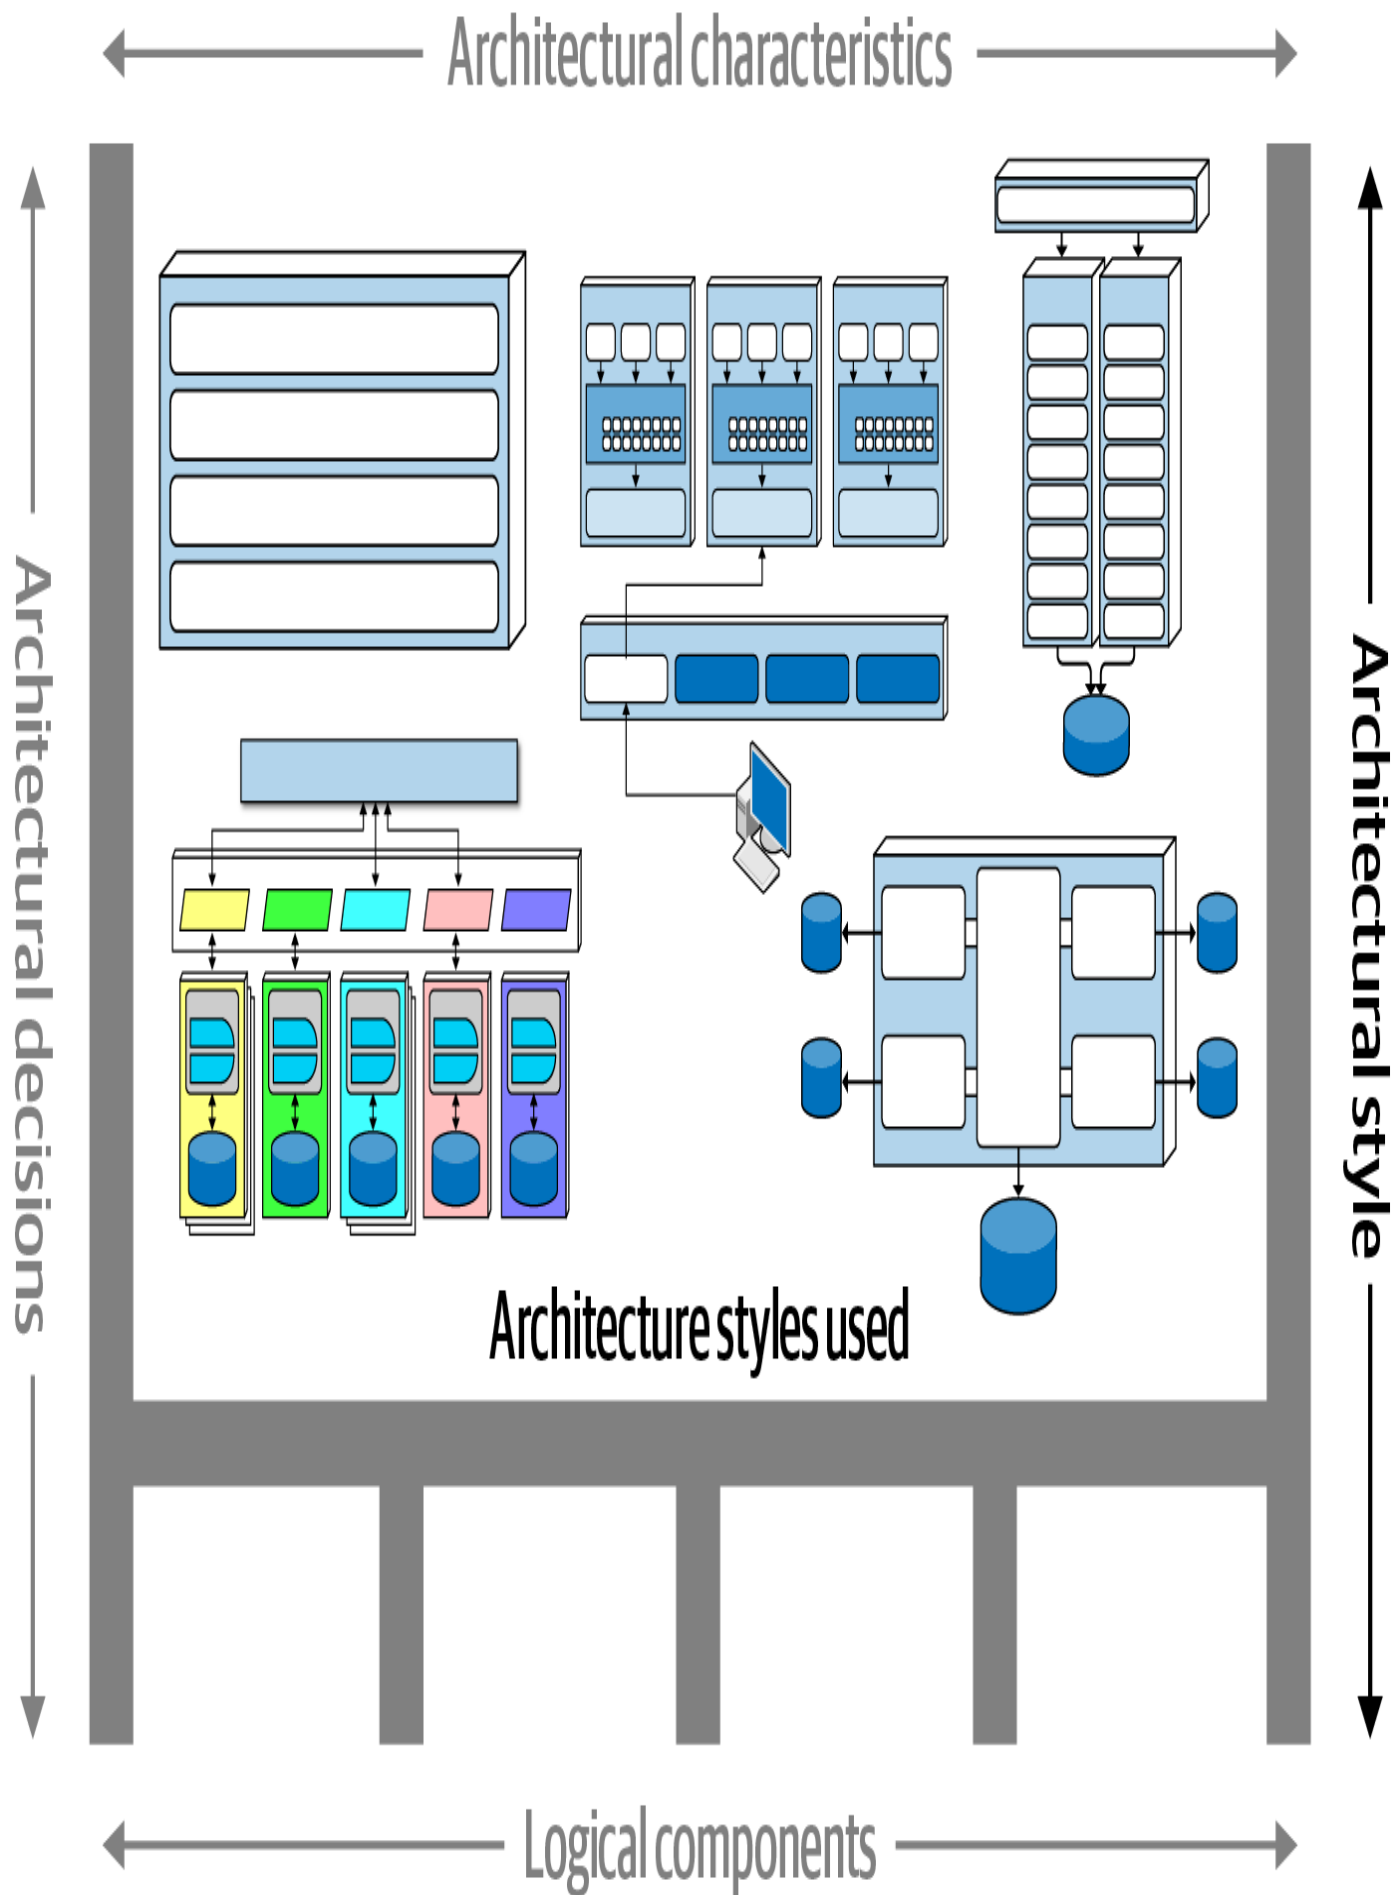 Architectural characteristics
Architectural decisions
Architectural style
Architecture styles used
Logical components